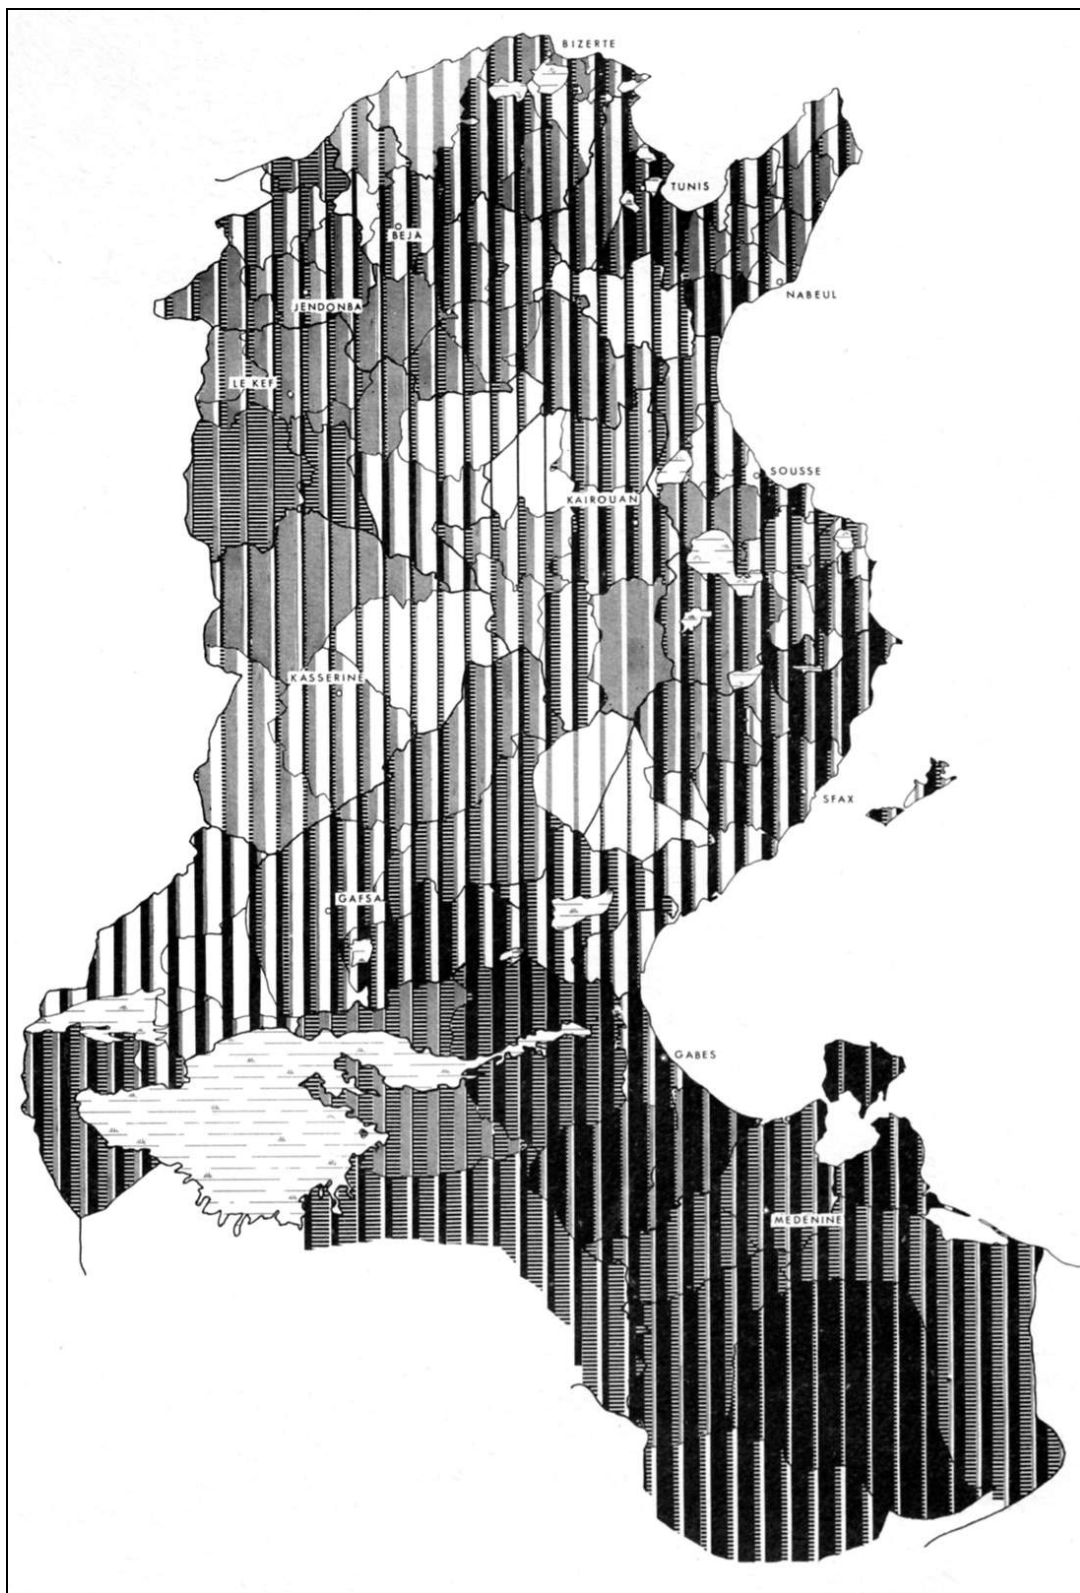 BIZERTE
TUNIS
BEJA
NABEUL
JENDONBA
LE KEF
SOUSSE
KAIROUAN
KASSERINE
SFAX
GAFSA
GABES
MEDENINE